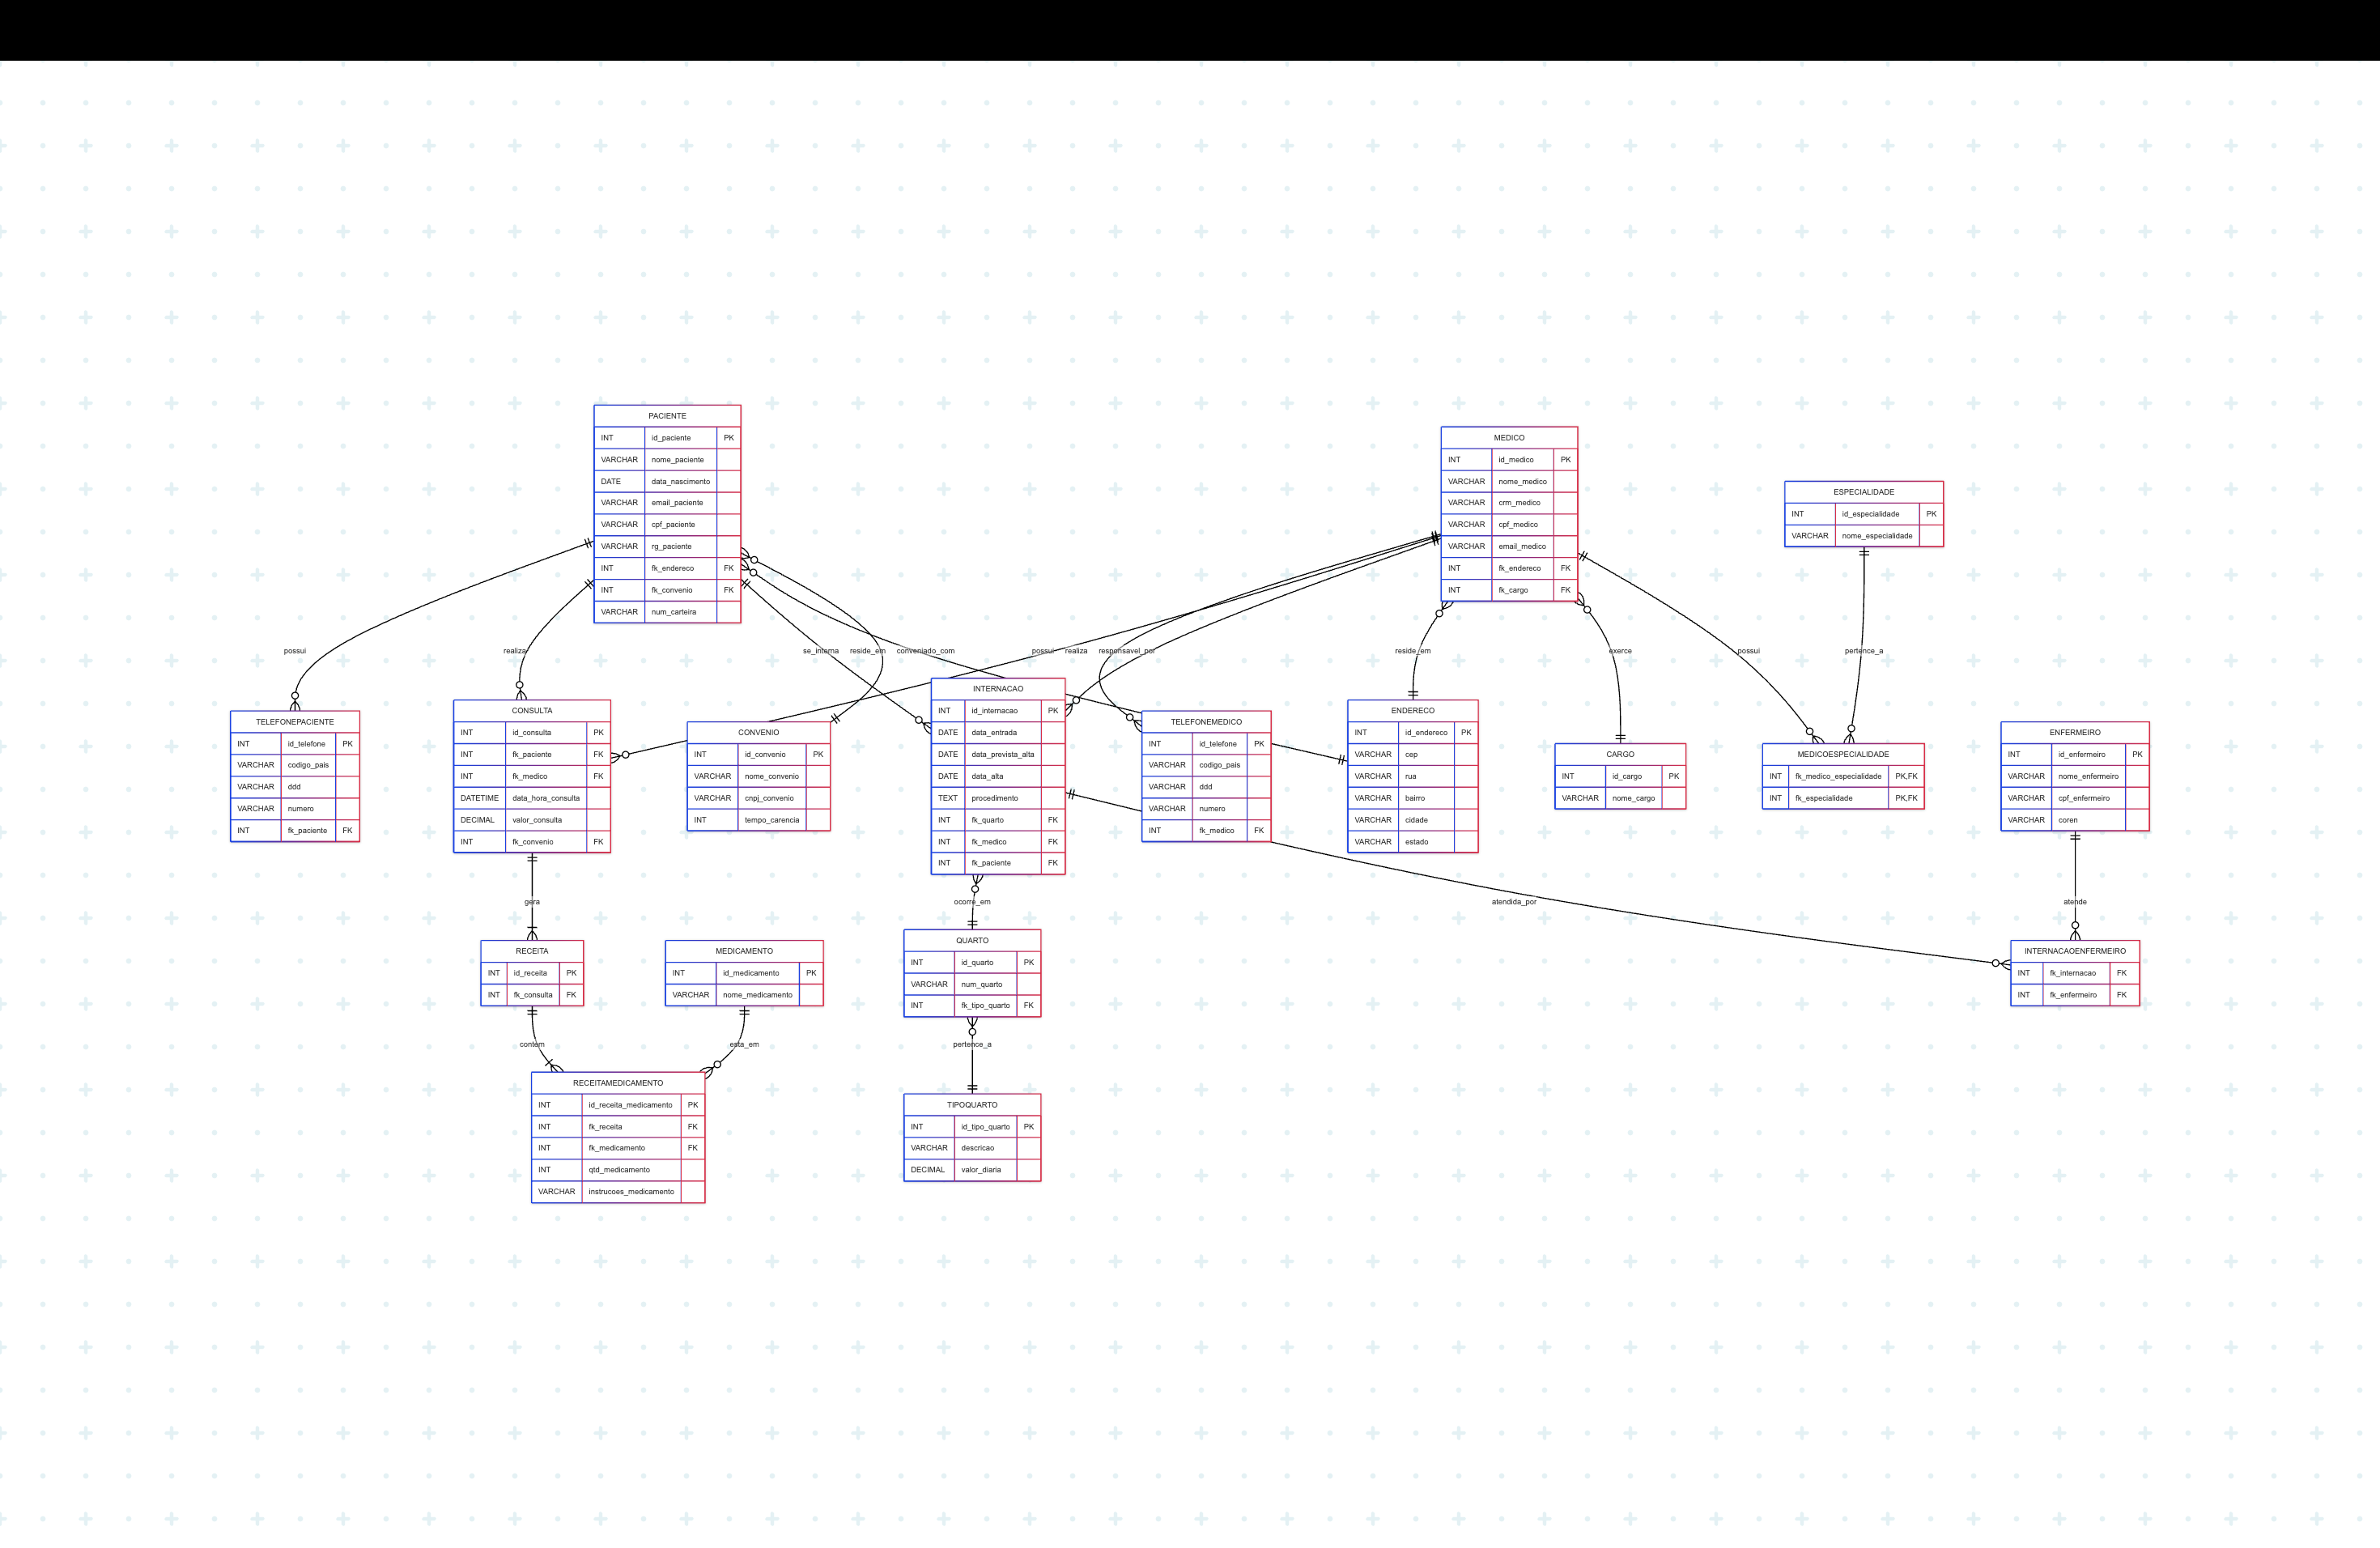 PACIENTE
INT id_paciente PK
VARCHAR nome_paciente
DATE data_nascimento
VARCHAR email_paciente
VARCHAR cpf_paciente
VARCHAR rg_paciente
INT fk_endereco FK
INT fk_convenio FK
VARCHAR num_carteira
MEDICO
INT id_medico PK
VARCHAR nome_medico
VARCHAR crm_medico
VARCHAR cpf_medico
VARCHAR email_medico
INT fk_endereco FK
INT fk_cargo FK
ESPECIALIDADE
INT id_especialidade PK
VARCHAR nome_especialidade
possui
realiza
se_interna
reside_em
conveniado_com
possui
realiza
responsavel_por
reside_em
exerce
possui
pertence_a
TELEFONEPACIENTE
INT id_telefone PK
VARCHAR codigo_pais
VARCHAR ddd
VARCHAR numero
INT fk_paciente FK
CONSULTA
INT id_consulta PK
INT fk_paciente FK
INT fk_medico FK
DATETIME data_hora_consulta
DECIMAL valor_consulta
INT fk_convenio FK
CONVENIO
INT id_convenio PK
VARCHAR nome_convenio
VARCHAR cnpj_convenio
INT tempo_carencia
INTERNACAO
INT id_internacao PK
DATE data_entrada
DATE data_prevista_alta
DATE data_alta
TEXT procedimento
INT fk_quarto FK
INT fk_medico FK
INT fk_paciente FK
TELEFONEMEDICO
INT id_telefone PK
VARCHAR codigo_pais
VARCHAR ddd
VARCHAR numero
INT fk_medico FK
ENDERECO
INT id_endereco PK
VARCHAR cep
VARCHAR rua
VARCHAR bairro
VARCHAR cidade
VARCHAR estado
CARGO
INT id_cargo PK
VARCHAR nome_cargo
MEDICOESPECIALIDADE
INT fk_medico_especialidade PK,FK
INT fk_especialidade PK,FK
ENFERMEIRO
INT id_enfermeiro PK
VARCHAR nome_enfermeiro
VARCHAR cpf_enfermeiro
VARCHAR coren
gera
ocorre_em
atendida_por
atende
RECEITA
INT id_receita PK
INT fk_consulta FK
MEDICAMENTO
INT id_medicamento PK
VARCHAR nome_medicamento
QUARTO
INT id_quarto PK
VARCHAR num_quarto
INT fk_tipo_quarto FK
INTERNACAOENFERMEIRO
INT fk_internacao FK
INT fk_enfermeiro FK
contem
esta_em
pertence_a
RECEITAMEDICAMENTO
INT id_receita_medicamento PK
INT fk_receita FK
INT fk_medicamento FK
INT qtd_medicamento
VARCHAR instrucoes_medicamento
TIPOQUARTO
INT id_tipo_quarto PK
VARCHAR descricao
DECIMAL valor_diaria